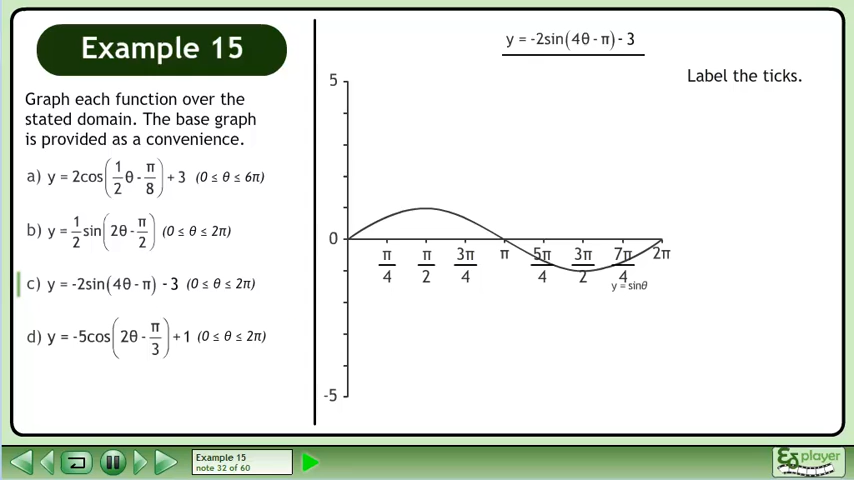 Example 15
Graph each function over the
stated domain. The base graph
is provided as a convenience.
a) y = 2cos(1/2 θ - π/8) + 3 (0 ≤ θ ≤ 6π)
b) y = 1/2 sin(2θ - π/2) (0 ≤ θ ≤ 2π)
c) y = -2sin(4θ - π) - 3 (0 ≤ θ ≤ 2π)
d) y = -5cos(2θ - π/3) + 1 (0 ≤ θ ≤ 2π)
y = -2sin(4θ - π) - 3
Label the ticks.
5
0
π/4 π/2 3π/4 π 5π/4 3π/2 7π/4 2π
y = sinθ
-5
Example 15
note 32 of 60
player